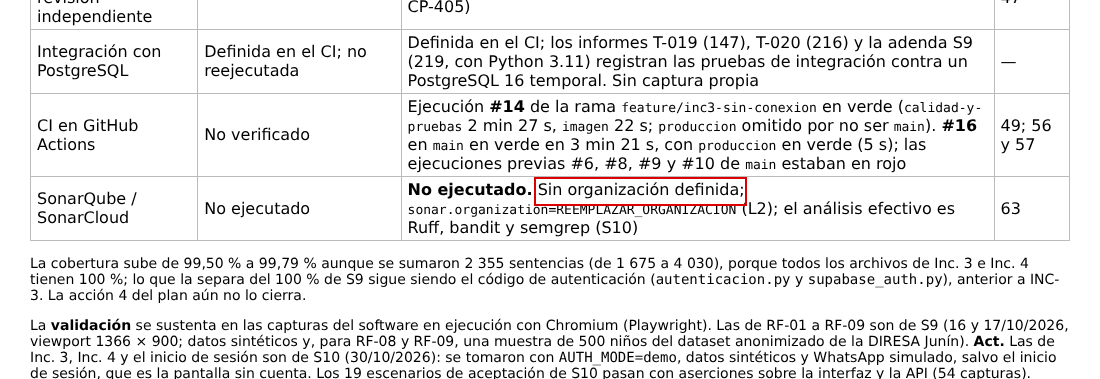 revisión
independiente
CP-405)
47
Integración con
PostgreSQL
Definida en el CI; no
reejecutada
Definida en el CI; los informes T-019 (147), T-020 (216) y la adenda S9
(219, con Python 3.11) registran las pruebas de integración contra un
PostgreSQL 16 temporal. Sin captura propia
—
CI en GitHub
Actions
No verificado
Ejecución #14 de la rama feature/inc3-sin-conexion en verde (calidad-y-
pruebas 2 min 27 s, imagen 22 s; produccion omitido por no ser main). #16
en main en verde en 3 min 21 s, con produccion en verde (5 s); las
ejecuciones previas #6, #8, #9 y #10 de main estaban en rojo
49; 56
y 57
SonarQube /
SonarCloud
No ejecutado
No ejecutado. Sin organización definida;
sonar.organization=REEMPLAZAR_ORGANIZACION (L2); el análisis efectivo es
Ruff, bandit y semgrep (S10)
63
La cobertura sube de 99,50 % a 99,79 % aunque se sumaron 2 355 sentencias (de 1 675 a 4 030), porque todos los archivos de Inc. 3 e Inc. 4
tienen 100 %; lo que la separa del 100 % de S9 sigue siendo el código de autenticación (autenticacion.py y supabase_auth.py), anterior a INC-
3. La acción 4 del plan aún no lo cierra.
La validación se sustenta en las capturas del software en ejecución con Chromium (Playwright). Las de RF-01 a RF-09 son de S9 (16 y 17/10/2026,
viewport 1366 × 900; datos sintéticos y, para RF-08 y RF-09, una muestra de 500 niños del dataset anonimizado de la DIRESA Junín). Act. Las de
Inc. 3, Inc. 4 y el inicio de sesión son de S10 (30/10/2026): se tomaron con AUTH_MODE=demo, datos sintéticos y WhatsApp simulado, salvo el inicio
de sesión, que es la pantalla sin cuenta. Los 19 escenarios de aceptación de S10 pasan con aserciones sobre la interfaz y la API (54 capturas).